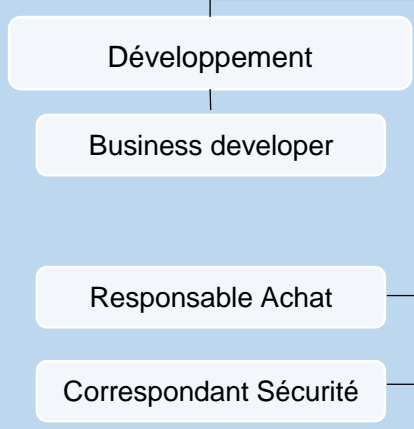 Développement
Business developer
Responsable Achat
Correspondant Sécurité